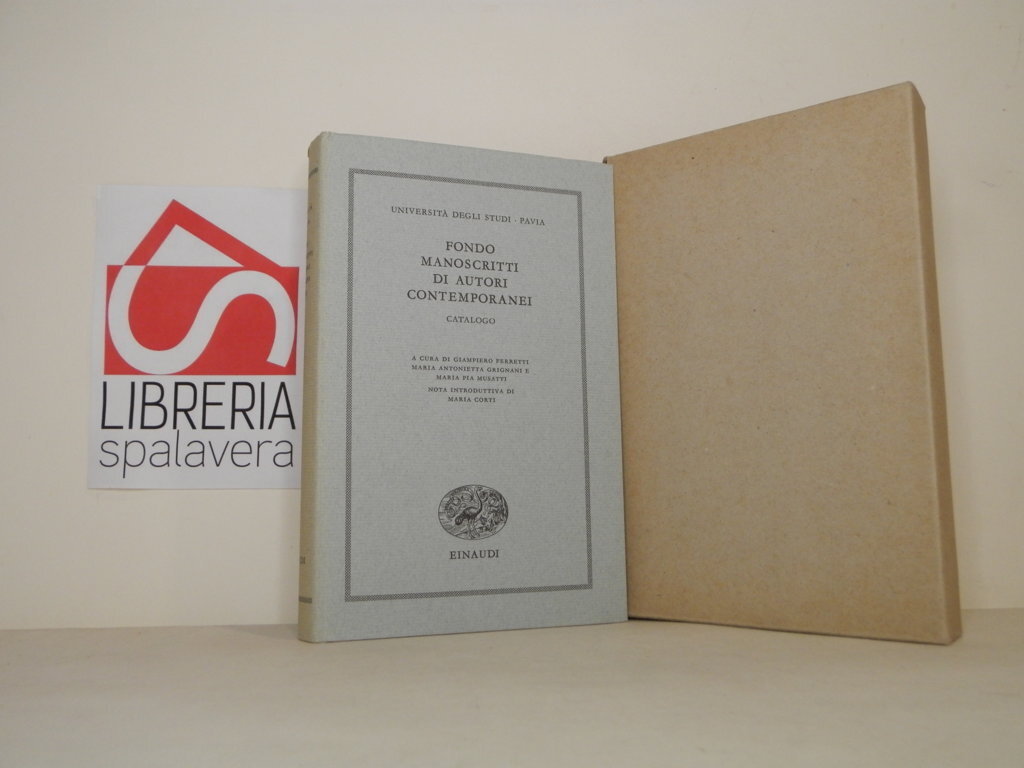 LIBRERIA
spalavera
UNIVERSITÀ DEGLI STUDI · PAVIA
FONDO
MANOSCRITTI
DI AUTORI
CONTEMPORANEI
CATALOGO
A CURA DI GIAMPIERO FERRETTI
MARIA ANTONIETTA GRIGNANI E
MARIA PIA MUSATTI
NOTA INTRODUTTIVA DI
MARIA CORTI
EINAUDI